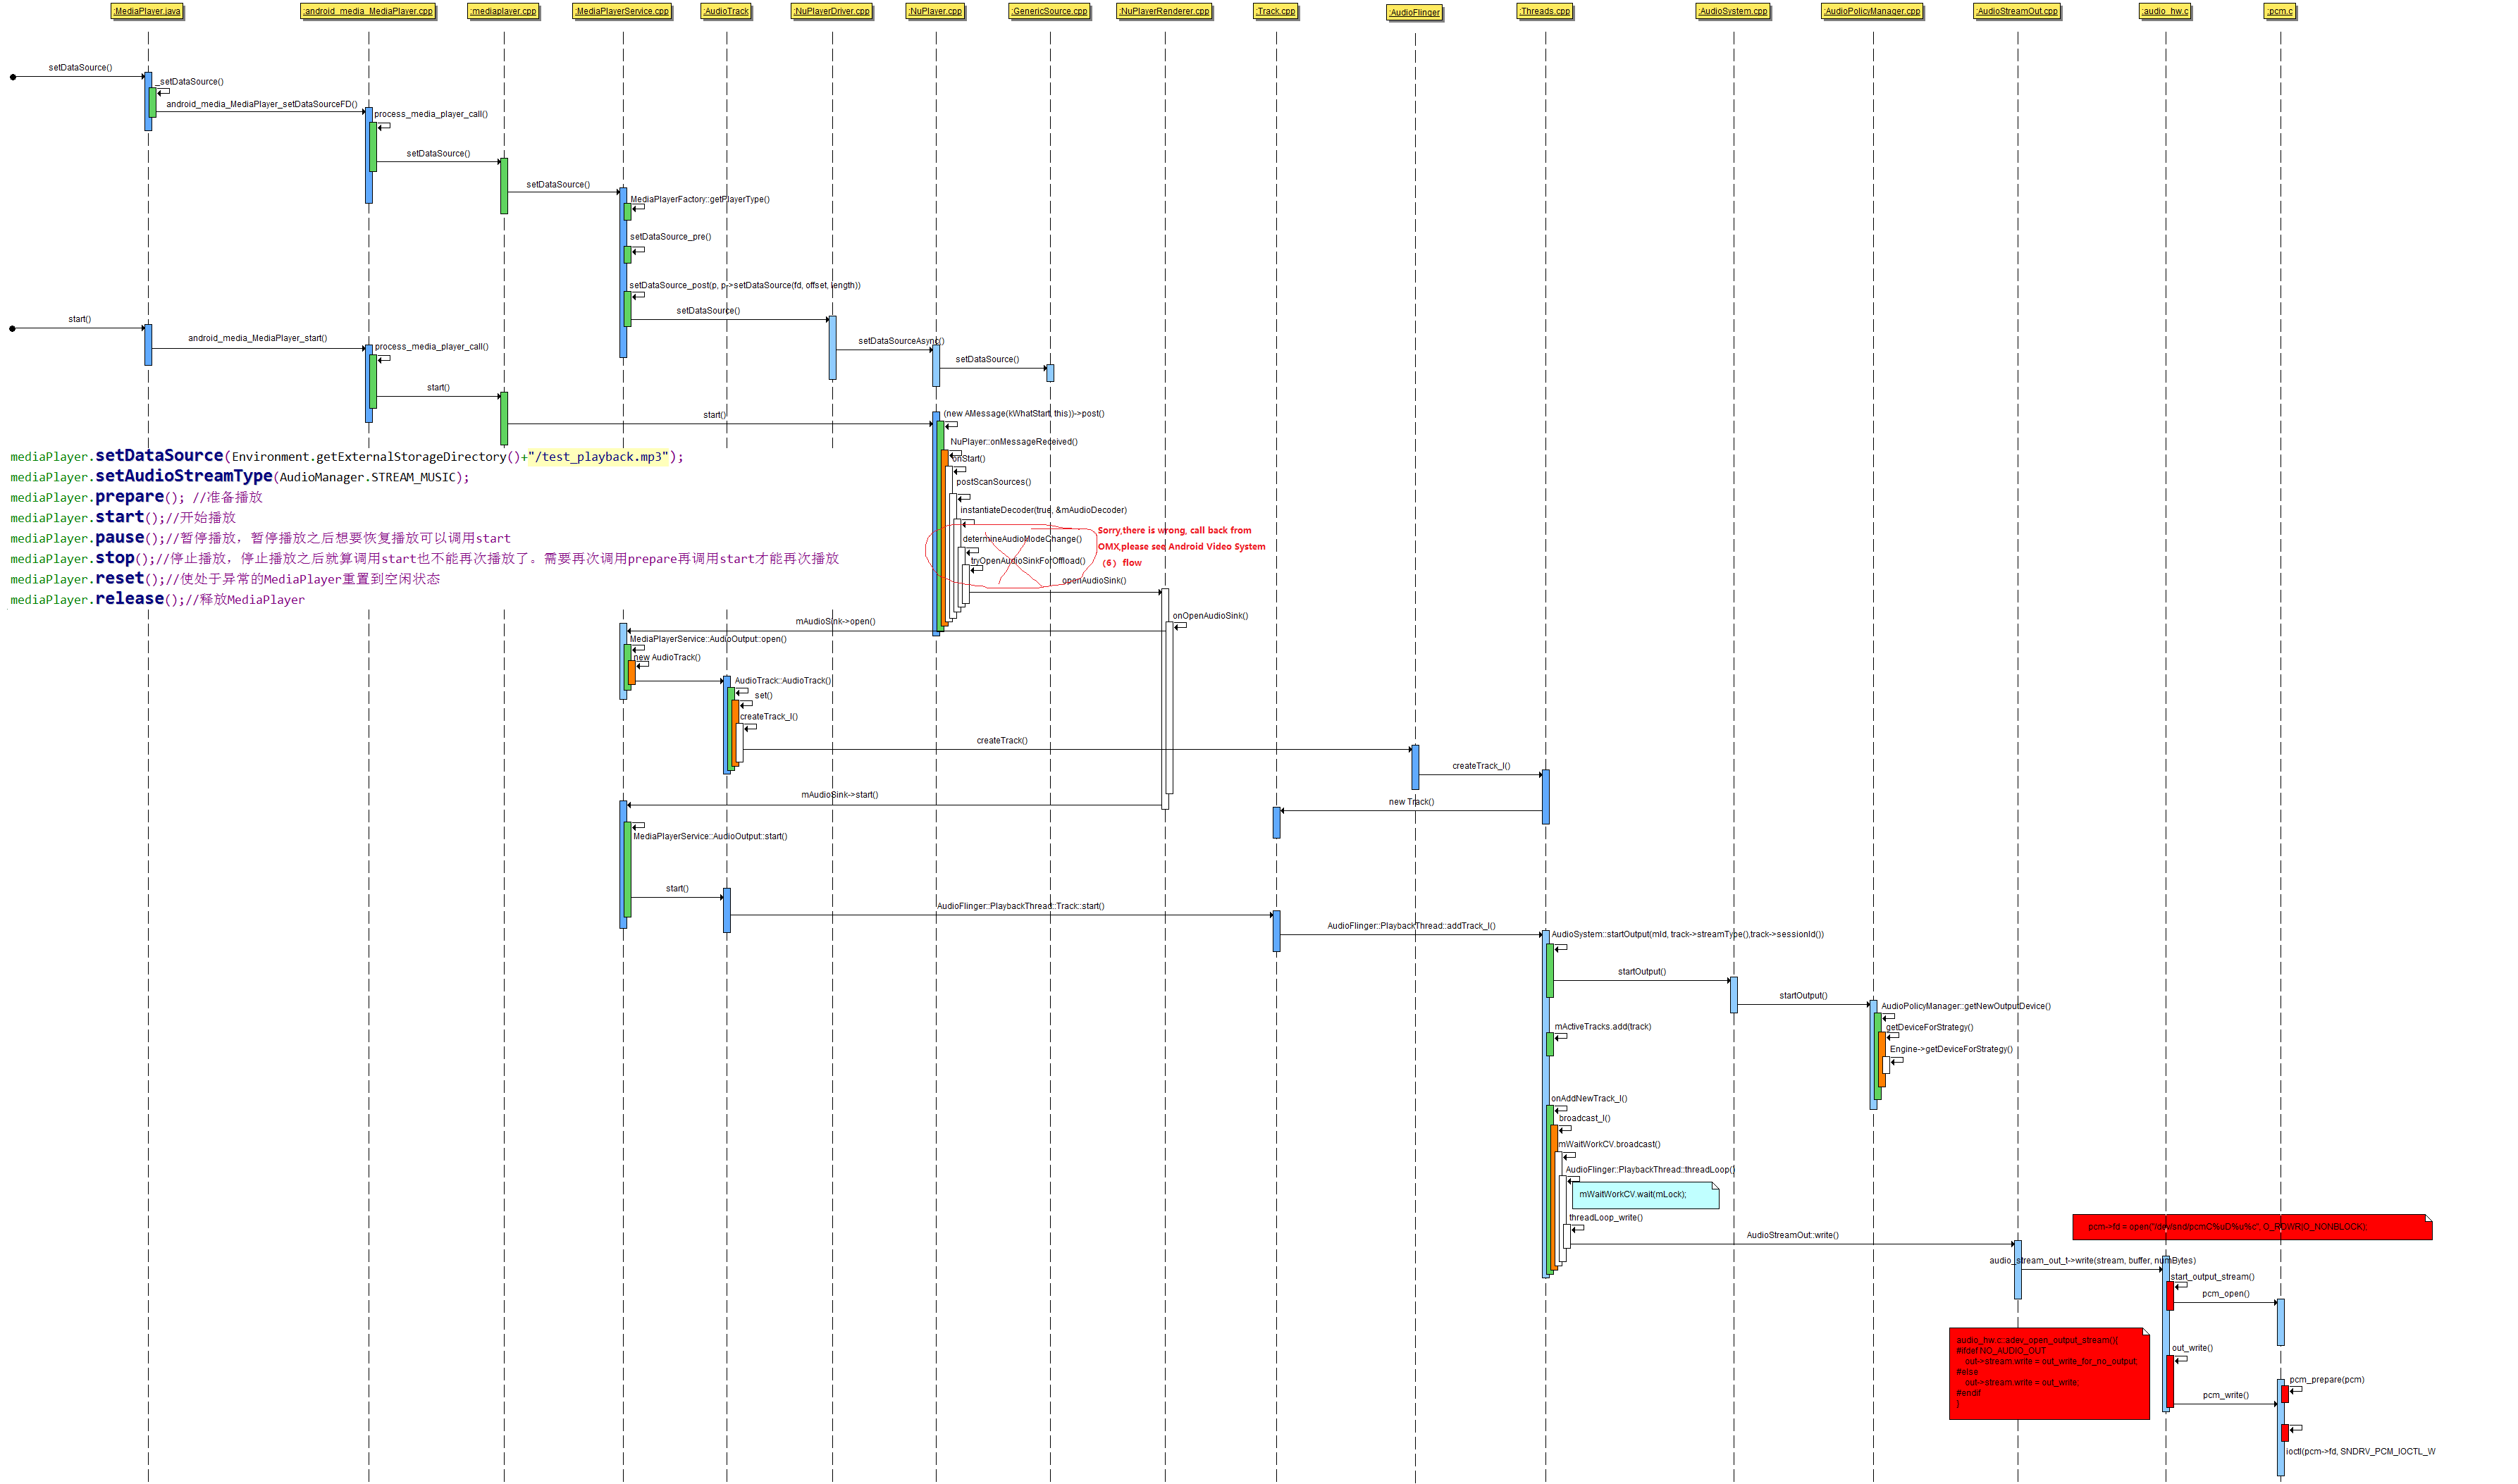 :MediaPlayer.java
:android_media_MediaPlayer.cpp
:mediaplayer.cpp
:MediaPlayerService.cpp
:AudioTrack
:NuPlayerDriver.cpp
:NuPlayer.cpp
:GenericSource.cpp
:NuPlayerRenderer.cpp
:Track.cpp
:AudioFlinger
:Threads.cpp
:AudioSystem.cpp
:AudioPolicyManager.cpp
:AudioStreamOut.cpp
:audio_hw.c
:pcm.c
setDataSource()
_setDataSource()
android_media_MediaPlayer_setDataSourceFD()
process_media_player_call()
setDataSource()
setDataSource()
MediaPlayerFactory::getPlayerType()
setDataSource_pre()
setDataSource_post(p, p->setDataSource(fd, offset, length))
setDataSource()
setDataSourceAsync()
setDataSource()
start()
android_media_MediaPlayer_start()
process_media_player_call()
start()
start()
(new AMessage(kWhatStart, this))->post()
NuPlayer::onMessageReceived()
onStart()
postScanSources()
instantiateDecoder(true, &mAudioDecoder)
determineAudioModeChange()
tryOpenAudioSinkForOffload()
openAudioSink()
Sorry,there is wrong, call back from
OMX,please see Android Video System
（6）flow
mediaPlayer.setDataSource(Environment.getExternalStorageDirectory()+"/test_playback.mp3");
mediaPlayer.setAudioStreamType(AudioManager.STREAM_MUSIC);
mediaPlayer.prepare(); //准备播放
mediaPlayer.start();//开始播放
mediaPlayer.pause();//暂停播放，暂停播放之后想要恢复播放可以调用start
mediaPlayer.stop();//停止播放，停止播放之后就算调用start也不能再次播放了。需要再次调用prepare再调用start才能再次播放
mediaPlayer.reset();//使处于异常的MediaPlayer重置到空闲状态
mediaPlayer.release();//释放MediaPlayer
onOpenAudioSink()
mAudioSink->open()
MediaPlayerService::AudioOutput::open()
new AudioTrack()
AudioTrack::AudioTrack()
set()
createTrack_l()
createTrack()
createTrack_l()
new Track()
mAudioSink->start()
MediaPlayerService::AudioOutput::start()
start()
AudioFlinger::PlaybackThread::Track::start()
AudioFlinger::PlaybackThread::addTrack_l()
AudioSystem::startOutput(mId, track->streamType(),track->sessionId())
startOutput()
startOutput()
AudioPolicyManager::getNewOutputDevice()
getDeviceForStrategy()
Engine->getDeviceForStrategy()
mActiveTracks.add(track)
onAddNewTrack_l()
broadcast_l()
mWaitWorkCV.broadcast()
AudioFlinger::PlaybackThread::threadLoop()
mWaitWorkCV.wait(mLock);
threadLoop_write()
AudioStreamOut::write()
pcm->fd = open("/dev/snd/pcmC%uD%u%c", O_RDWR|O_NONBLOCK);
audio_stream_out_t->write(stream, buffer, numBytes)
start_output_stream()
pcm_open()
audio_hw.c::adev_open_output_stream(){
#ifdef NO_AUDIO_OUT
out->stream.write = out_write_for_no_output;
#else
out->stream.write = out_write;
#endif
}
out_write()
pcm_write()
pcm_prepare(pcm)
ioctl(pcm->fd, SNDRV_PCM_IOCTL_W